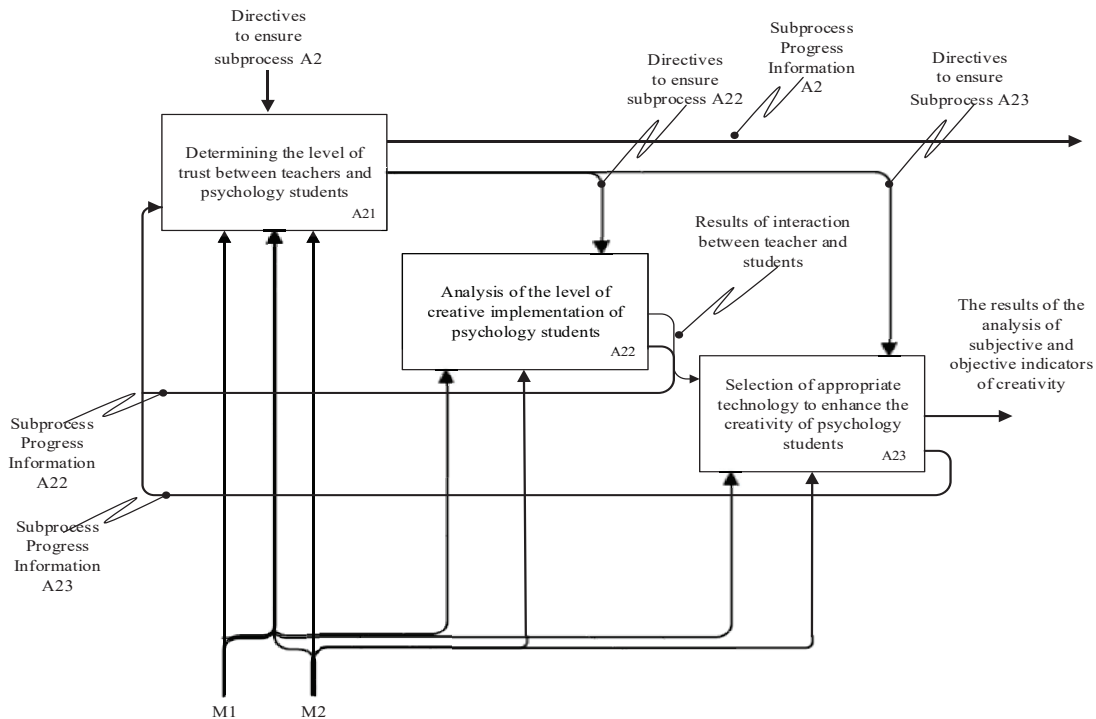 Directives
to ensure
subprocess A2
Directives
to ensure
subprocess A22
Subprocess
Progress
Information
A2
Directives
to ensure
Subprocess A23
Determining the level of
trust between teachers and
psychology students
A21
Results of interaction
between teacher and
students
Analysis of the level of
creative implementation of
psychology students
A22
The results of the
analysis of
subjective and
objective indicators
of creativity
Selection of appropriate
technology to enhance the
creativity of psychology
students
A23
Subprocess
Progress
Information
A22
Subprocess
Progress
Information
A23
M1
M2